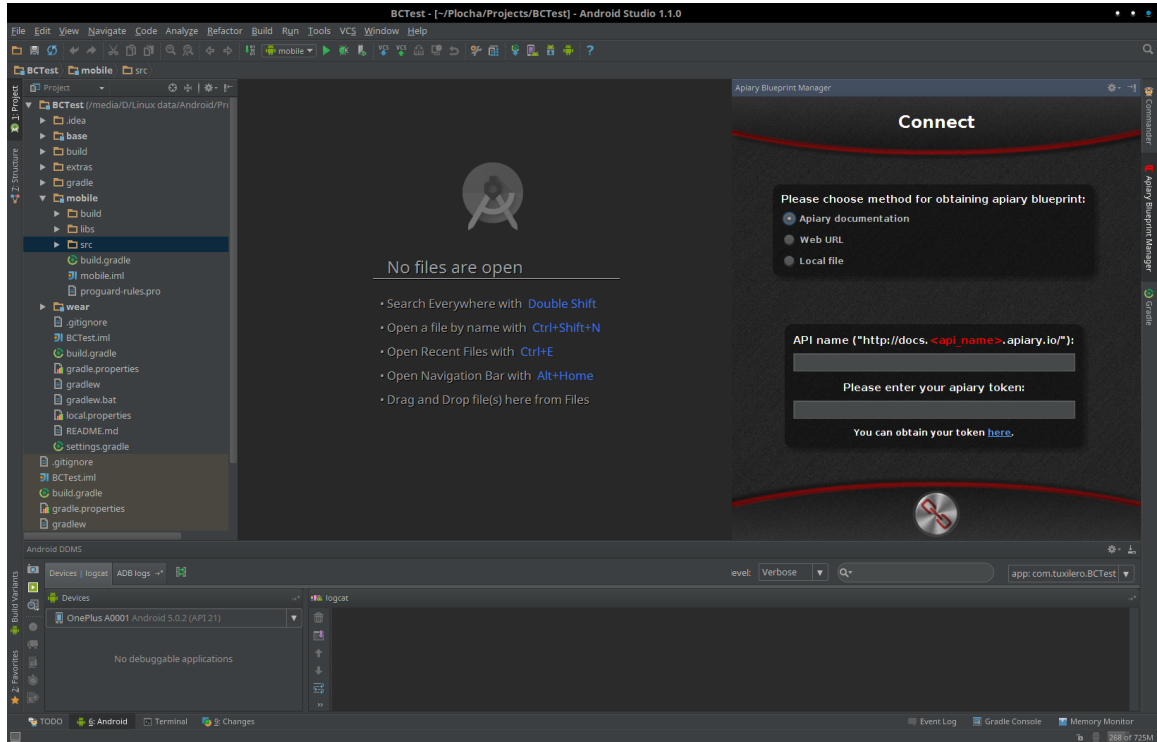 BCTest - [~/Plocha/Projects/BCTest] - Android Studio 1.1.0
File Edit View Navigate Code Analyze Refactor Build Run Tools VCS Window Help
mobile
VCS VCS
BCTest mobile src
1: Project
Z: Structure
Build Variants
2: Favorites
Project
BCTest (/media/D/Linux data/Android/Pri
.idea
base
build
extras
gradle
mobile
build
libs
src
build.gradle
mobile.iml
proguard-rules.pro
wear
.gitignore
BCTest.iml
build.gradle
gradle.properties
gradlew
gradlew.bat
local.properties
README.md
settings.gradle
.gitignore
BCTest.iml
build.gradle
gradle.properties
gradlew
No files are open
• Search Everywhere with Double Shift
• Open a file by name with Ctrl+Shift+N
• Open Recent Files with Ctrl+E
• Open Navigation Bar with Alt+Home
• Drag and Drop file(s) here from Files
Apiary Blueprint Manager
Connect
Please choose method for obtaining apiary blueprint:
Apiary documentation
Web URL
Local file
API name ("http://docs.<api_name>.apiary.io/"):
Please enter your apiary token:
You can obtain your token here.
Commander
Apiary Blueprint Manager
Gradle
Android DDMS
Devices | logcat ADB logs
level: Verbose app: com.tuxilero.BCTest
Devices
logcat
OnePlus A0001 Android 5.0.2 (API 21)
No debuggable applications
TODO 6: Android Terminal 9: Changes Event Log Gradle Console Memory Monitor
268 of 725M